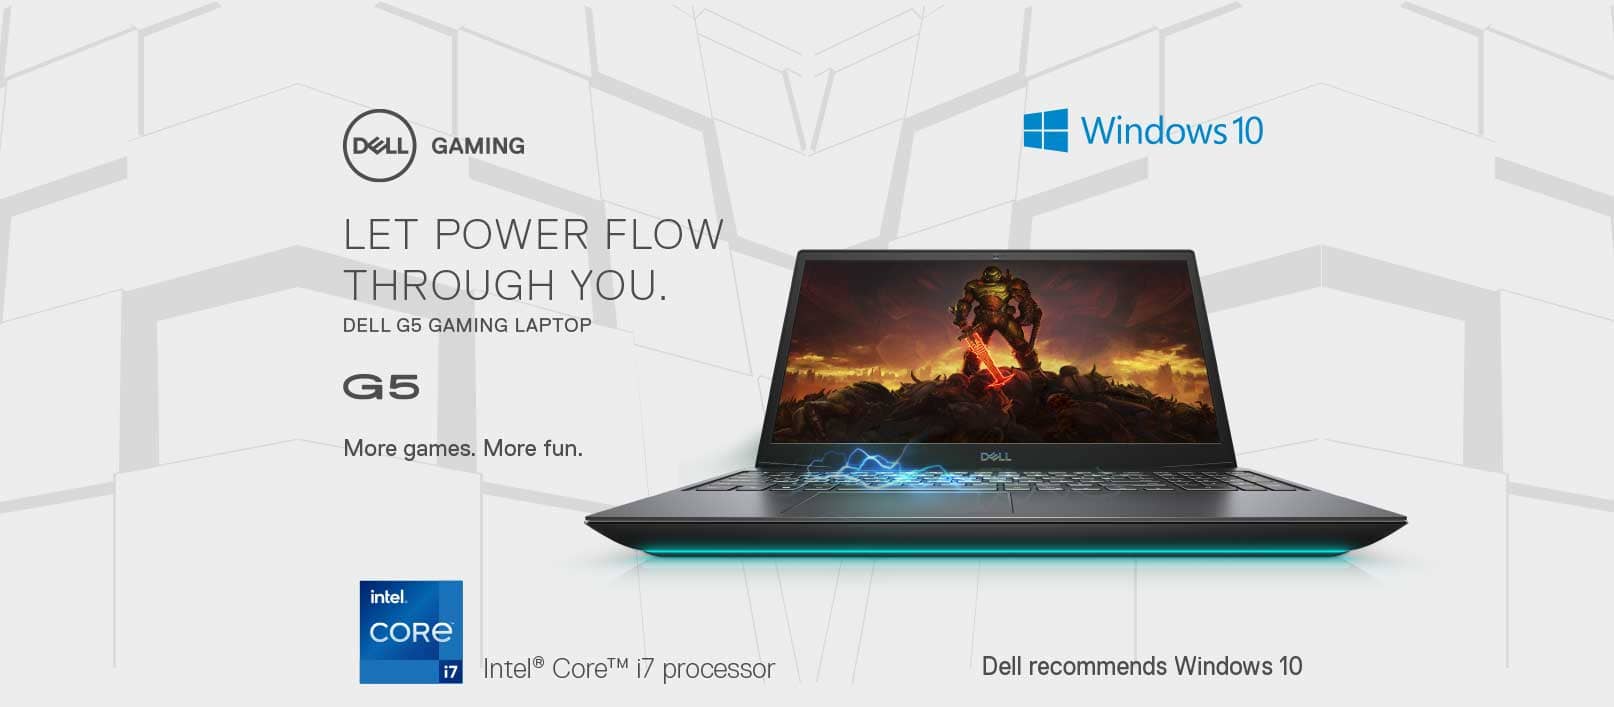 DELL GAMING
Windows 10
LET POWER FLOW
THROUGH YOU.
DELL G5 GAMING LAPTOP
G5
More games. More fun.
DELL
intel.
CORE™
i7
Intel® Core™ i7 processor
Dell recommends Windows 10